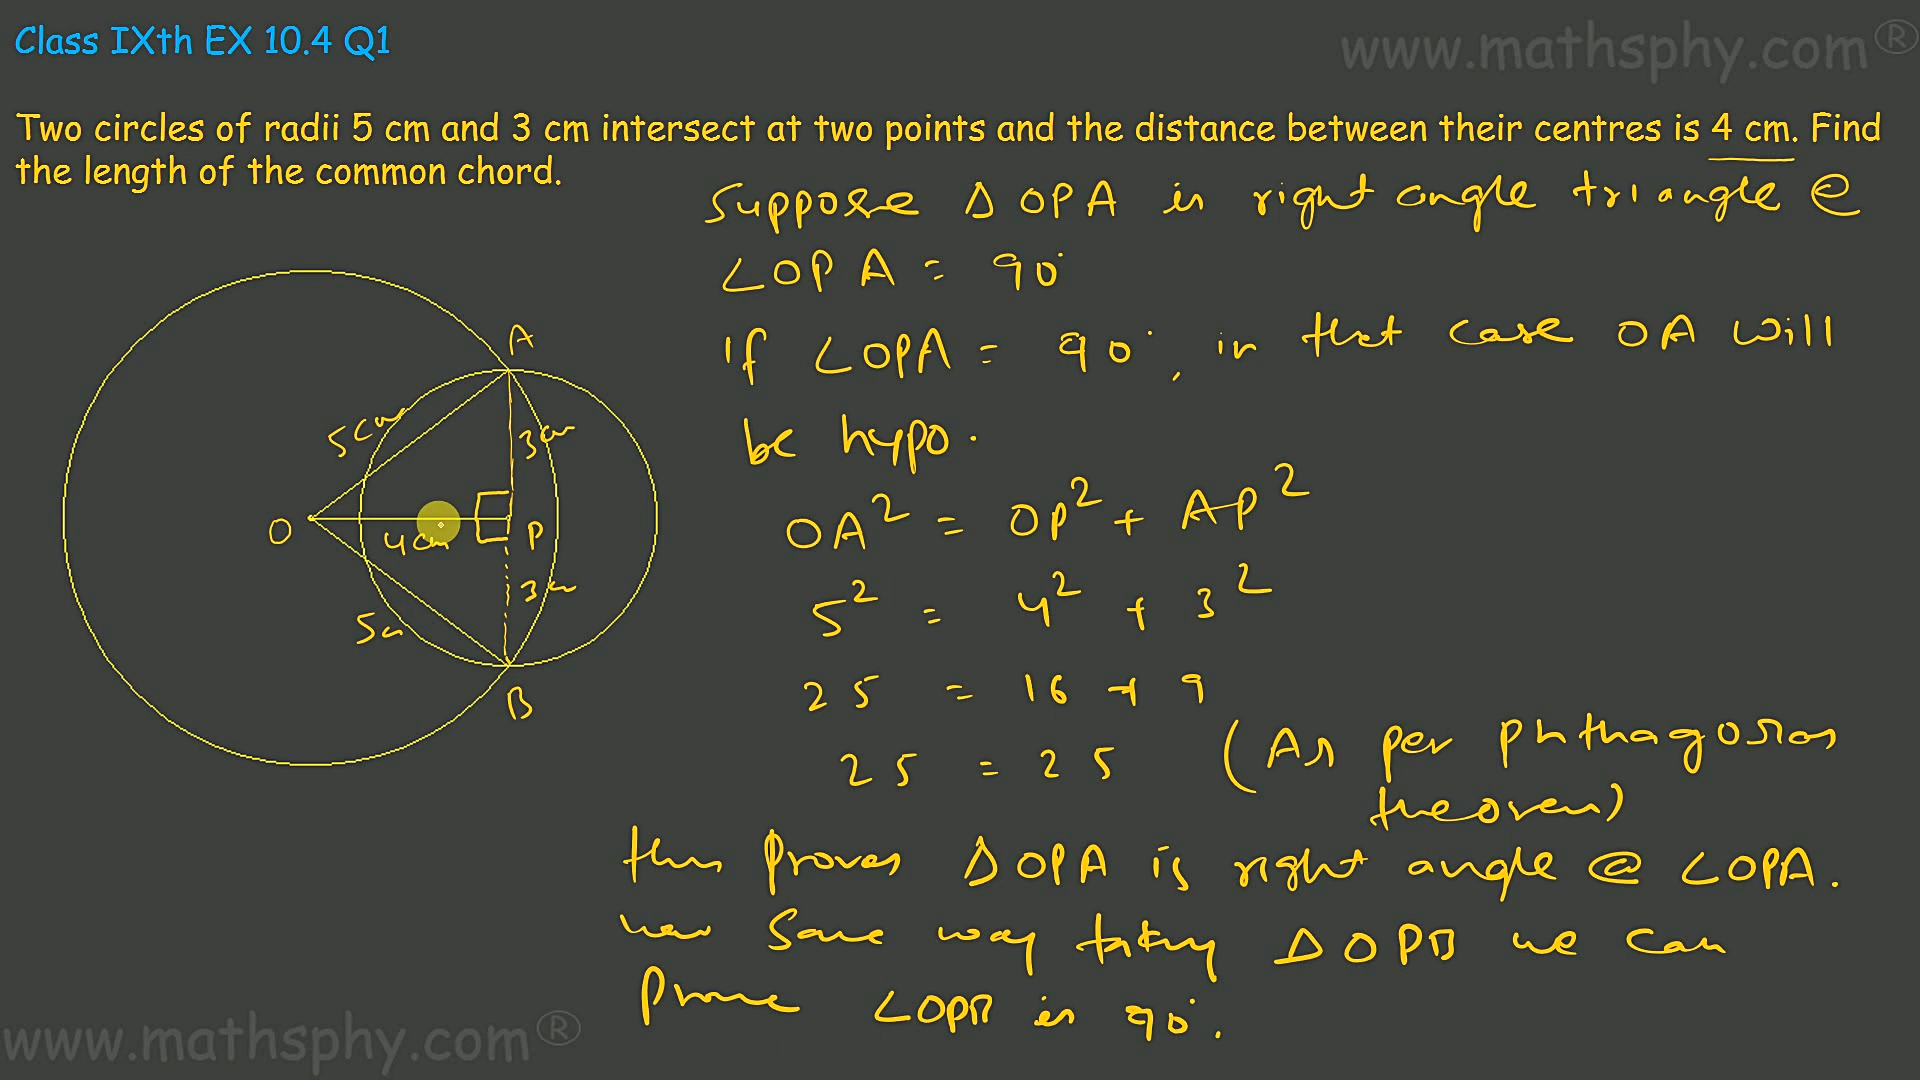 Class IXth EX 10.4 Q1
www.mathsphy.com®
Two circles of radii 5 cm and 3 cm intersect at two points and the distance between their centres is 4 cm. Find
the length of the common chord.
Suppose Δ OPA is right angle triangle @
∠OPA = 90°
If ∠OPA = 90°, in that case OA will
be hypo.
OA² = OP² + AP²
5² = 4² + 3²
25 = 16 + 9
25 = 25 (As per phthagoras
theorem)
this proves Δ OPA is right angle @ ∠OPA.
now same way taking Δ OPB we can
prove ∠OPB is 90°.
A
5cm
3cm
O
4cm
P
3cm
5cm
B
www.mathsphy.com®